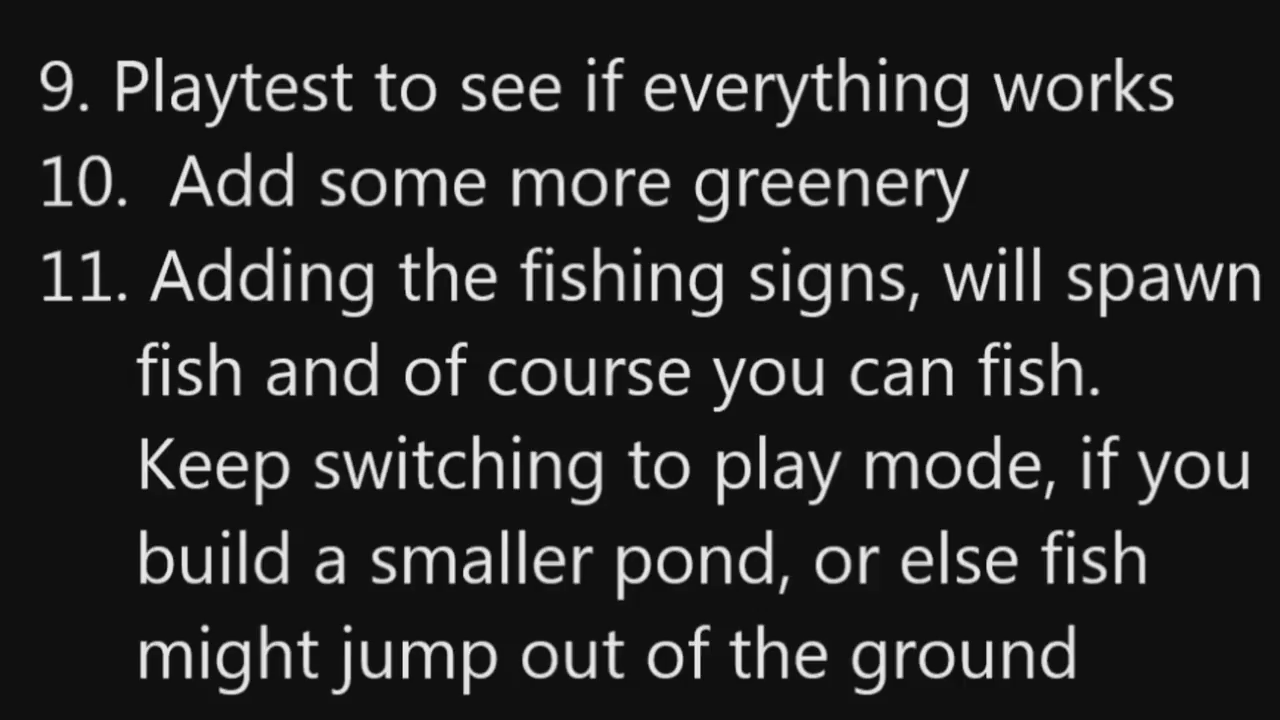 9. Playtest to see if everything works
10. Add some more greenery
11. Adding the fishing signs, will spawn
fish and of course you can fish.
Keep switching to play mode, if you
build a smaller pond, or else fish
might jump out of the ground